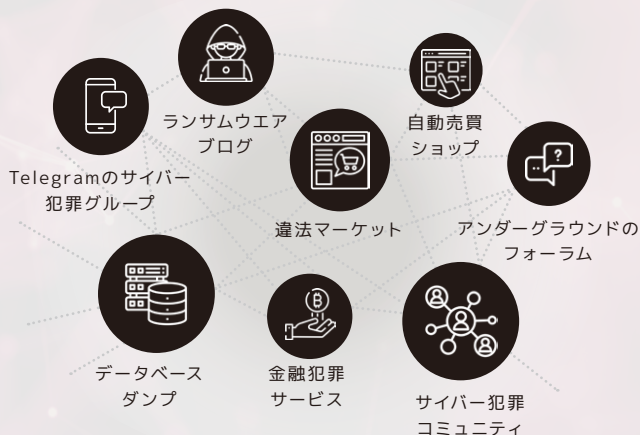 ランサムウエア
ブログ
自動売買
ショップ
Telegramのサイバー
犯罪グループ
違法マーケット
アンダーグラウンドの
フォーラム
データベース
ダンプ
金融犯罪
サービス
サイバー犯罪
コミュニティ